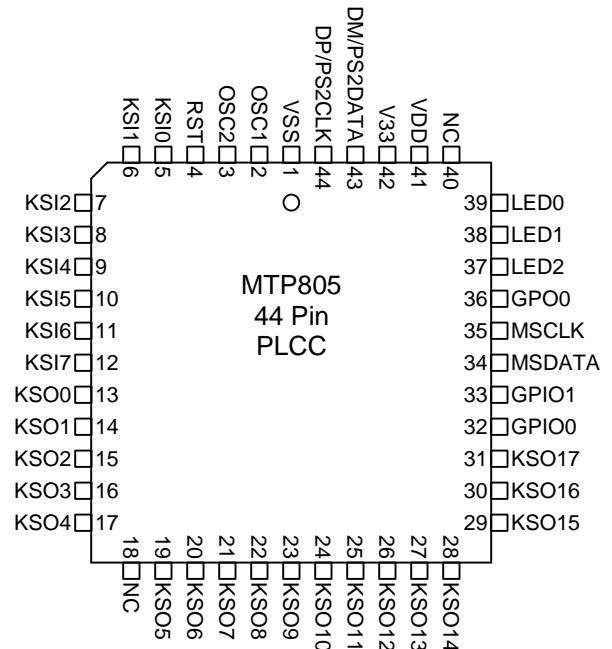 KSI1
KSI0
RST
OSC2
OSC1
VSS
DP/PS2CLK
DM/PS2DATA
V33
VDD
NC
6
5
4
3
2
1
44
43
42
41
40
KSI2 7
KSI3 8
KSI4 9
KSI5 10
KSI6 11
KSI7 12
KSO0 13
KSO1 14
KSO2 15
KSO3 16
KSO4 17
MTP805
44 Pin
PLCC
39 LED0
38 LED1
37 LED2
36 GPO0
35 MSCLK
34 MSDATA
33 GPIO1
32 GPIO0
31 KSO17
30 KSO16
29 KSO15
18
19
20
21
22
23
24
25
26
27
28
NC
KSO5
KSO6
KSO7
KSO8
KSO9
KSO10
KSO11
KSO12
KSO13
KSO14